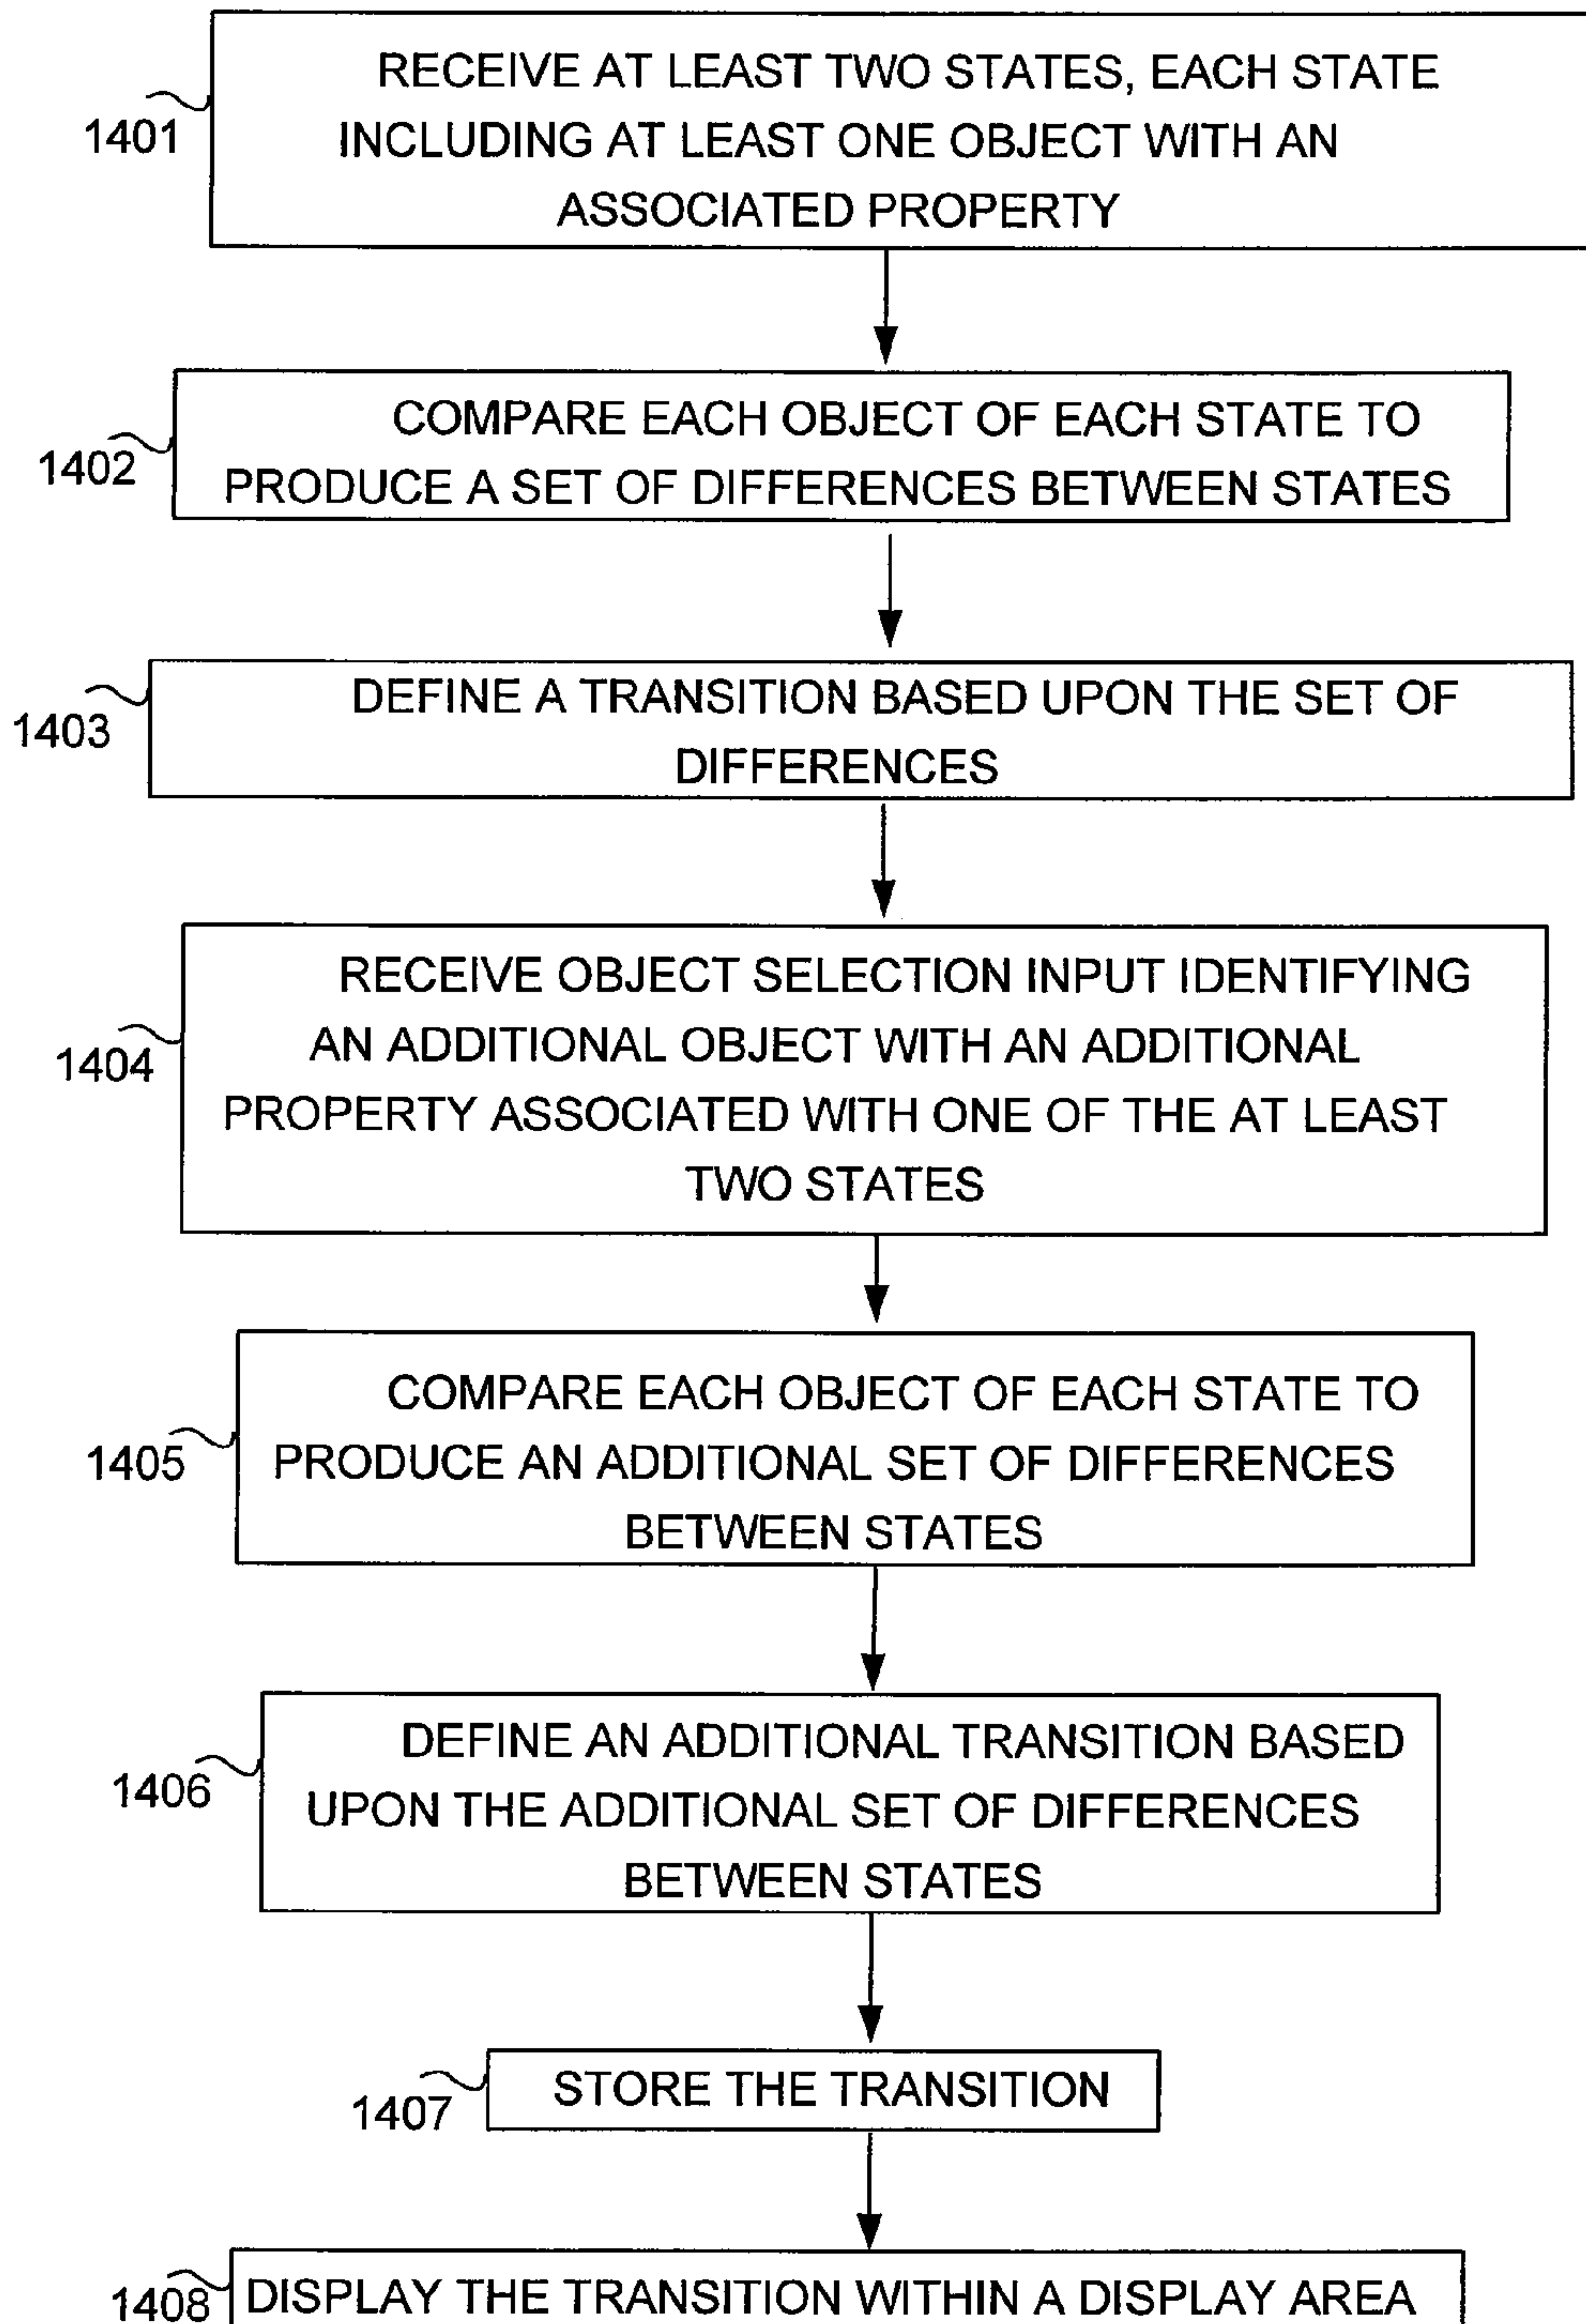 RECEIVE AT LEAST TWO STATES, EACH STATE
INCLUDING AT LEAST ONE OBJECT WITH AN
ASSOCIATED PROPERTY
1401
COMPARE EACH OBJECT OF EACH STATE TO
PRODUCE A SET OF DIFFERENCES BETWEEN STATES
1402
DEFINE A TRANSITION BASED UPON THE SET OF
DIFFERENCES
1403
RECEIVE OBJECT SELECTION INPUT IDENTIFYING
AN ADDITIONAL OBJECT WITH AN ADDITIONAL
PROPERTY ASSOCIATED WITH ONE OF THE AT LEAST
TWO STATES
1404
COMPARE EACH OBJECT OF EACH STATE TO
PRODUCE AN ADDITIONAL SET OF DIFFERENCES
BETWEEN STATES
1405
DEFINE AN ADDITIONAL TRANSITION BASED
UPON THE ADDITIONAL SET OF DIFFERENCES
BETWEEN STATES
1406
STORE THE TRANSITION
1407
DISPLAY THE TRANSITION WITHIN A DISPLAY AREA
1408